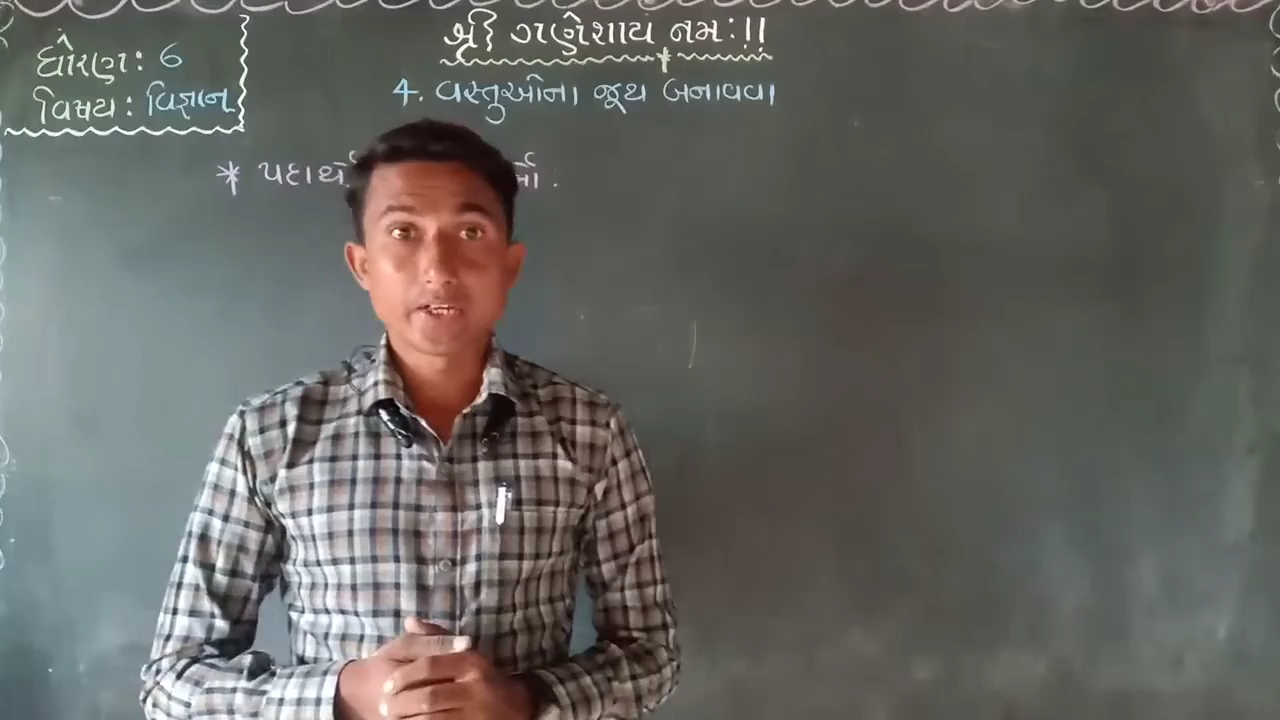 ધોરણ: 6
વિષય: વિજ્ઞાન
શ્રી ગણેશાય નમઃ!!
4. વસ્તુઓના જૂથ બનાવવા
*